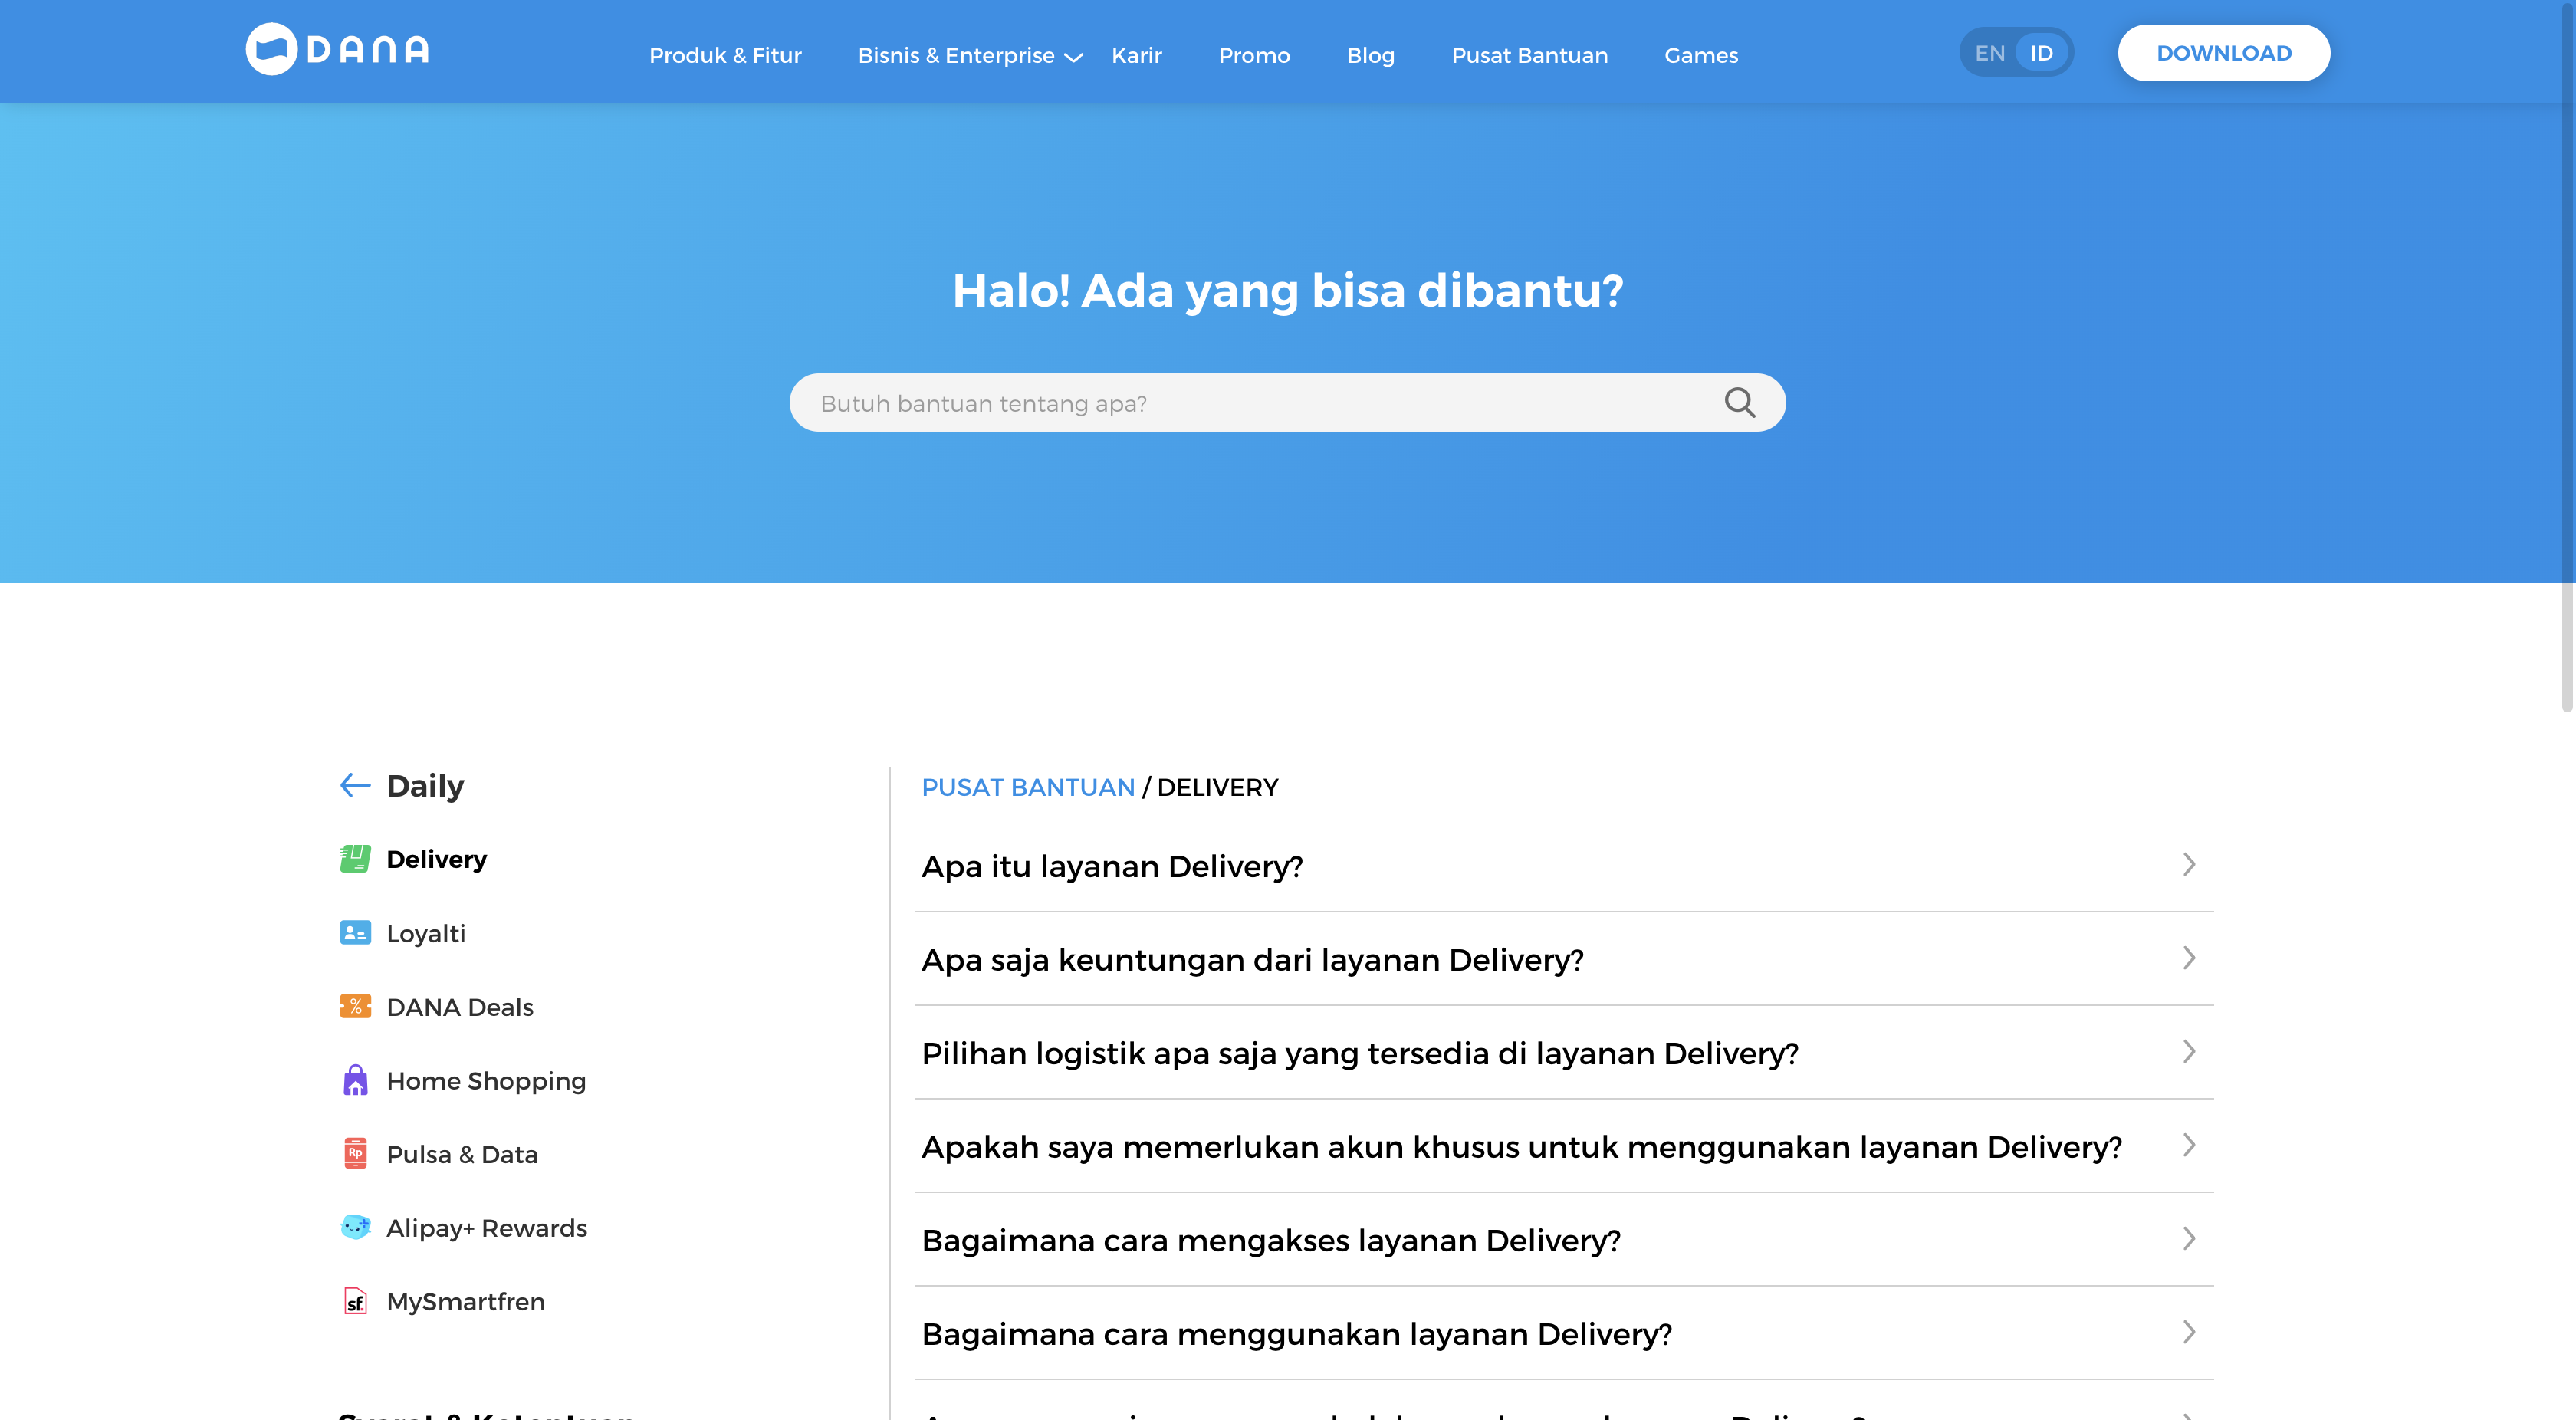 DANA
Produk & Fitur
Bisnis & Enterprise
Karir
Promo
Blog
Pusat Bantuan
Games
EN
ID
DOWNLOAD
Halo! Ada yang bisa dibantu?
Butuh bantuan tentang apa?
Daily
Delivery
Loyalti
DANA Deals
Home Shopping
Rp
Pulsa & Data
Alipay+ Rewards
sf.
MySmartfren
PUSAT BANTUAN / DELIVERY
Apa itu layanan Delivery?
Apa saja keuntungan dari layanan Delivery?
Pilihan logistik apa saja yang tersedia di layanan Delivery?
Apakah saya memerlukan akun khusus untuk menggunakan layanan Delivery?
Bagaimana cara mengakses layanan Delivery?
Bagaimana cara menggunakan layanan Delivery?